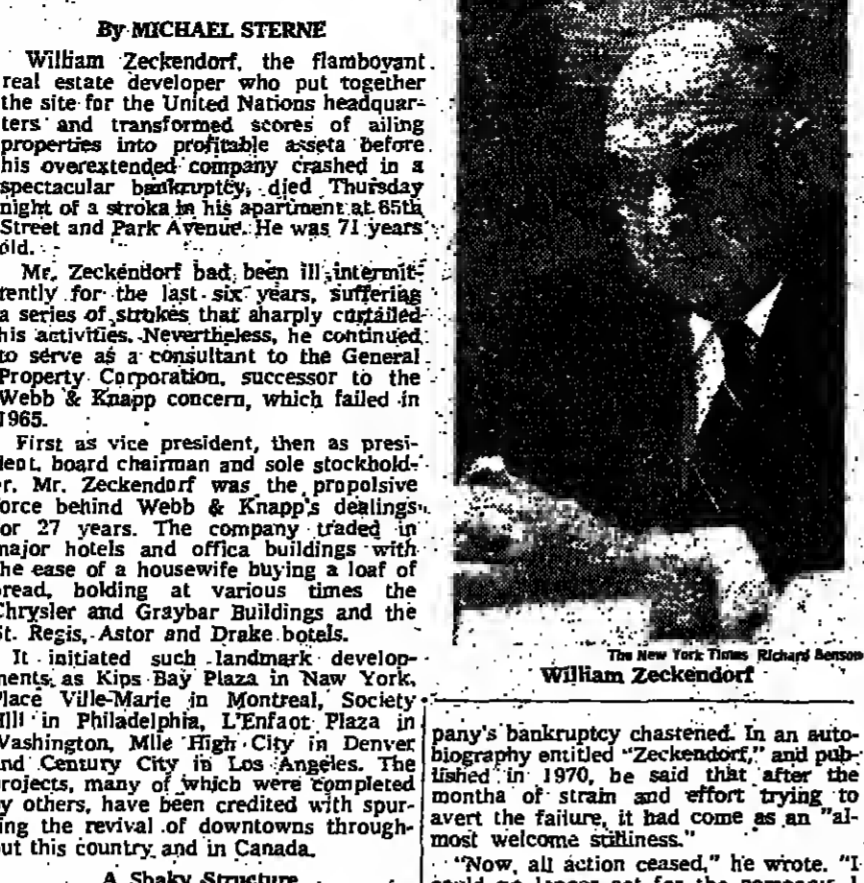 By MICHAEL STERNE
William Zeckendorf, the flamboyant
real estate developer who put together
the site for the United Nations headquar-
ters and transformed scores of ailing
properties into profitable asseta before
his overextended company crashed in a
spectacular bankruptcy, died Thursday
night of a stroka in his apartment at 65th
Street and Park Avenue. He was 71 years
old.
Mr. Zeckendorf bad been ill intermit-
tently for the last six years, suffering
a series of strokes that aharply curtailed
his activities. Nevertheless, he continued
to serve as a consultant to the General
Property Corporation, successor to the
Webb & Knapp concern, which failed in
1965.
First as vice president, then as presi-
dent, board chairman and sole stockhold-
er, Mr. Zeckendorf was the propolsive
force behind Webb & Knapp's dealings
for 27 years. The company traded in
major hotels and offica buildings with
the ease of a housewife buying a loaf of
bread, bolding at various times the
Chrysler and Graybar Buildings and the
St. Regis, Astor and Drake botels.
It initiated such landmark develop-
ments as Kips Bay Plaza in Naw York,
Place Ville-Marie in Montreal, Society
Hill in Philadelphia, L'Enfaot Plaza in
Washington, Mlle High City in Denver
and Century City in Los Angeles. The
projects, many of which were completed
by others, have been credited with spur-
ring the revival of downtowns through-
out this country and in Canada.
A Shaky Structure
The New York Times Richard Benson
William Zeckendorf
pany's bankruptcy chastened. In an auto-
biography entitled "Zeckendorf," and pub-
lished in 1970, be said that after the
montha of strain and effort trying to
avert the failure, it had come as an "al-
most welcome stillness."
"Now, all action ceased," he wrote. "I